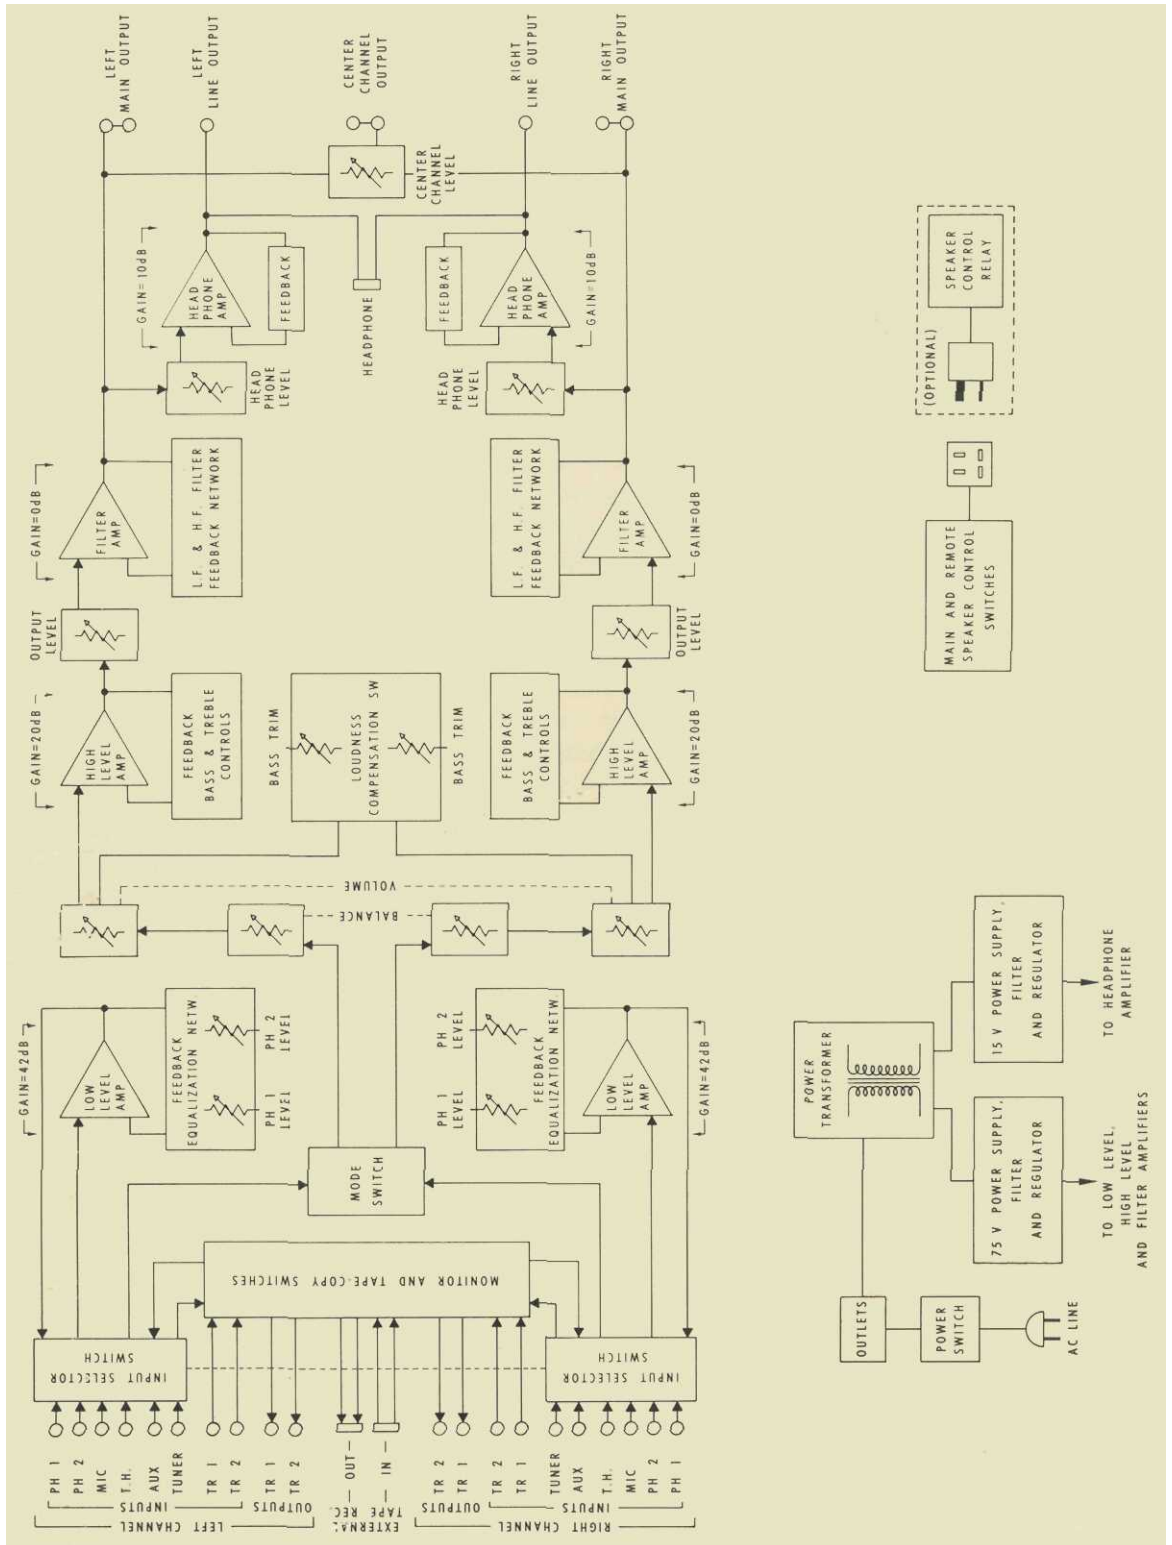 LEFT
MAIN OUTPUT
LEFT
LINE OUTPUT
CENTER
CHANNEL
OUTPUT
RIGHT
LINE OUTPUT
RIGHT
MAIN OUTPUT
CENTER
CHANNEL
LEVEL
GAIN=10dB
HEAD
PHONE
AMP
FEEDBACK
HEADPHONE
FEEDBACK
HEAD
PHONE
AMP
GAIN=10dB
HEAD
PHONE
LEVEL
HEAD
PHONE
LEVEL
GAIN=0dB
FILTER
AMP
L.F. & H.F. FILTER
FEEDBACK NETWORK
L.F. & H.F. FILTER
FEEDBACK NETWORK
FILTER
AMP
GAIN=0dB
OUTPUT
LEVEL
OUTPUT
LEVEL
GAIN=20dB
HIGH
LEVEL
AMP
FEEDBACK
BASS & TREBLE
CONTROLS
BASS TRIM
LOUDNESS
COMPENSATION SW
BASS TRIM
FEEDBACK
BASS & TREBLE
CONTROLS
HIGH
LEVEL
AMP
GAIN=20dB
VOLUME
BALANCE
GAIN=42dB
LOW
LEVEL
AMP
FEEDBACK
EQUALIZATION NETW.
PH 1
LEVEL
PH 2
LEVEL
PH 1
LEVEL
PH 2
LEVEL
FEEDBACK
EQUALIZATION NETW.
LOW
LEVEL
AMP
GAIN=42dB
MODE
SWITCH
MONITOR AND TAPE-COPY SWITCHES
INPUT SELECTOR
SWITCH
INPUT SELECTOR
SWITCH
PH 1
PH 2
MIC
T.H.
AUX
TUNER
TR 1
TR 2
TR 1
TR 2
OUT
IN
TR 2
TR 1
TR 2
TR 1
TUNER
AUX
T.H.
MIC
PH 2
PH 1
INPUTS
OUTPUTS
LEFT CHANNEL
EXTERNAL
TAPE REC.
OUTPUTS
INPUTS
RIGHT CHANNEL
(OPTIONAL)
SPEAKER
CONTROL
RELAY
MAIN AND REMOTE
SPEAKER CONTROL
SWITCHES
POWER
TRANSFORMER
15 V POWER SUPPLY,
FILTER
AND REGULATOR
TO HEADPHONE
AMPLIFIER
75 V POWER SUPPLY,
FILTER
AND REGULATOR
TO LOW LEVEL,
HIGH LEVEL
AND FILTER AMPLIFIERS
OUTLETS
POWER
SWITCH
AC LINE